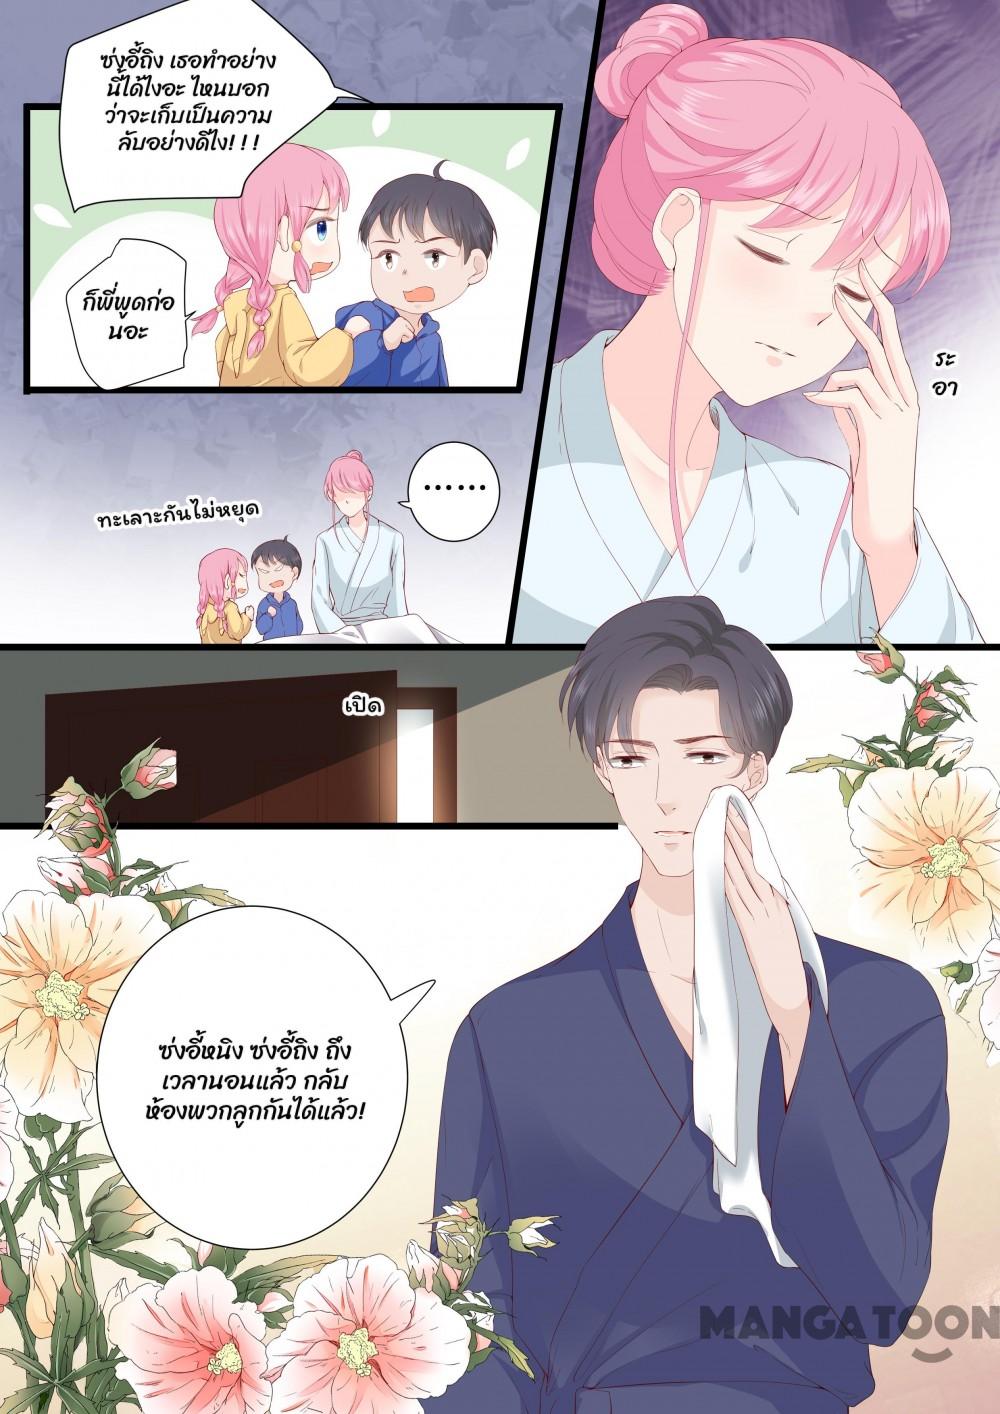 ซ่งอี้ถิง เธอทำอย่าง
นี้ได้ไงอะ ไหนบอก
ว่าจะเก็บเป็นความ
ลับอย่างดีไง!!!
ก็พี่พูดก่อ
นอะ
ระ
อา
......
ทะเลาะกันไม่หยุด
เปิด
ซ่งอี้หนิง ซ่งอี้ถิง ถึง
เวลานอนแล้ว กลับ
ห้องพวกลูกกันได้แล้ว!
MANGATOON